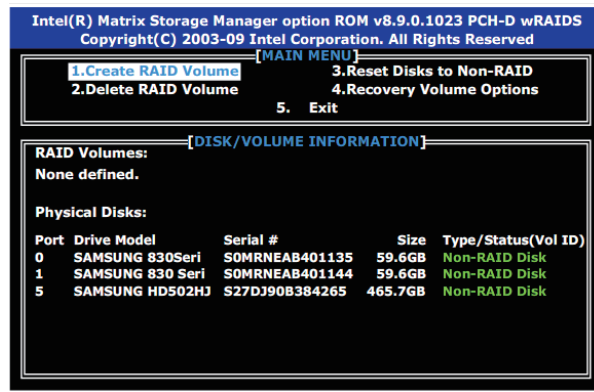 Intel(R) Matrix Storage Manager option ROM v8.9.0.1023 PCH-D wRAIDS
Copyright(C) 2003-09 Intel Corporation. All Rights Reserved
[MAIN MENU]
1.Create RAID Volume 3.Reset Disks to Non-RAID
2.Delete RAID Volume 4.Recovery Volume Options
5. Exit
[DISK/VOLUME INFORMATION]
RAID Volumes:
None defined.
Physical Disks:
Port Drive Model Serial # Size Type/Status(Vol ID)
0 SAMSUNG 830Seri S0MRNEAB401135 59.6GB Non-RAID Disk
1 SAMSUNG 830 Seri S0MRNEAB401144 59.6GB Non-RAID Disk
5 SAMSUNG HD502HJ S27DJ90B384265 465.7GB Non-RAID Disk